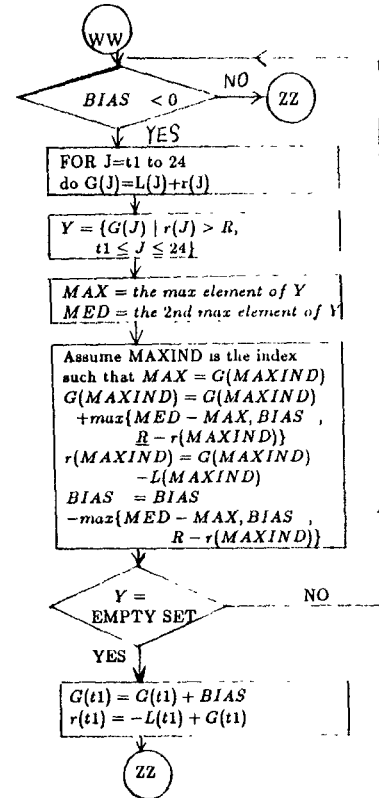 WW
BIAS < 0
NO
ZZ
YES
FOR J=t1 to 24
do G(J)=L(J)+r(J)
Y = {G(J) | r(J) > R,
t1 ≤ J ≤ 24}
MAX = the max element of Y
MED = the 2nd max element of Y
Assume MAXIND is the index
such that MAX = G(MAXIND)
G(MAXIND) = G(MAXIND)
+max{MED − MAX, BIAS ,
R − r(MAXIND)}
r(MAXIND) = G(MAXIND)
−L(MAXIND)
BIAS = BIAS
−max{MED − MAX, BIAS ,
R − r(MAXIND)}
Y =
EMPTY SET
NO
YES
G(t1) = G(t1) + BIAS
r(t1) = −L(t1) + G(t1)
ZZ